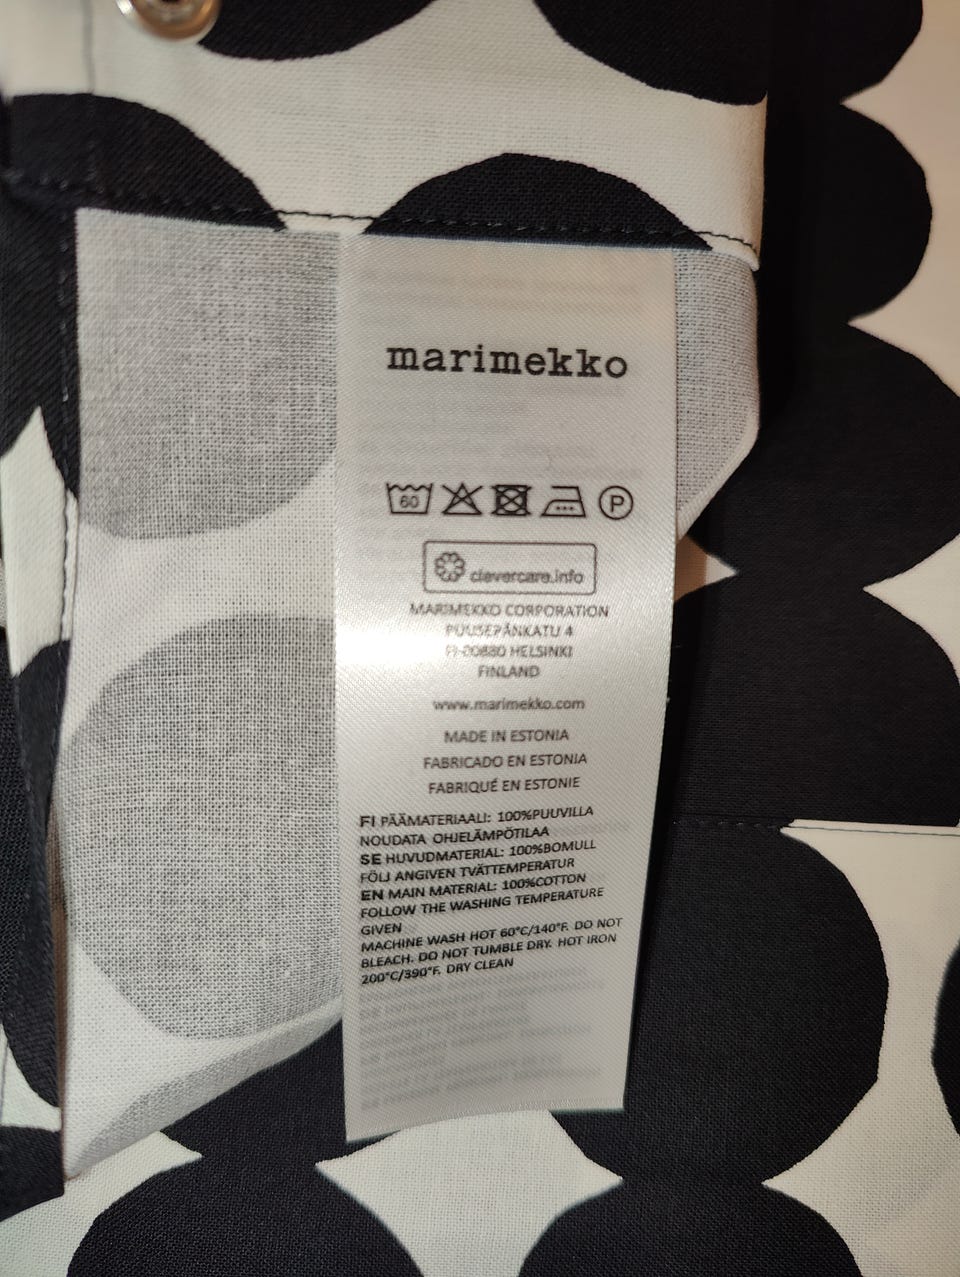 marimekko
60 P
clevercare.info
MARIMEKKO CORPORATION
PUUSEPÄNKATU 4
FI-00880 HELSINKI
FINLAND
www.marimekko.com
MADE IN ESTONIA
FABRICADO EN ESTONIA
FABRIQUÉ EN ESTONIE
FI PÄÄMATERIAALI: 100%PUUVILLA
NOUDATA OHJELÄMPÖTILAA
SE HUVUDMATERIAL: 100%BOMULL
FÖLJ ANGIVEN TVÄTTEMPERATUR
EN MAIN MATERIAL: 100%COTTON
FOLLOW THE WASHING TEMPERATURE
GIVEN
MACHINE WASH HOT 60°C/140°F. DO NOT
BLEACH. DO NOT TUMBLE DRY. HOT IRON
200°C/390°F. DRY CLEAN